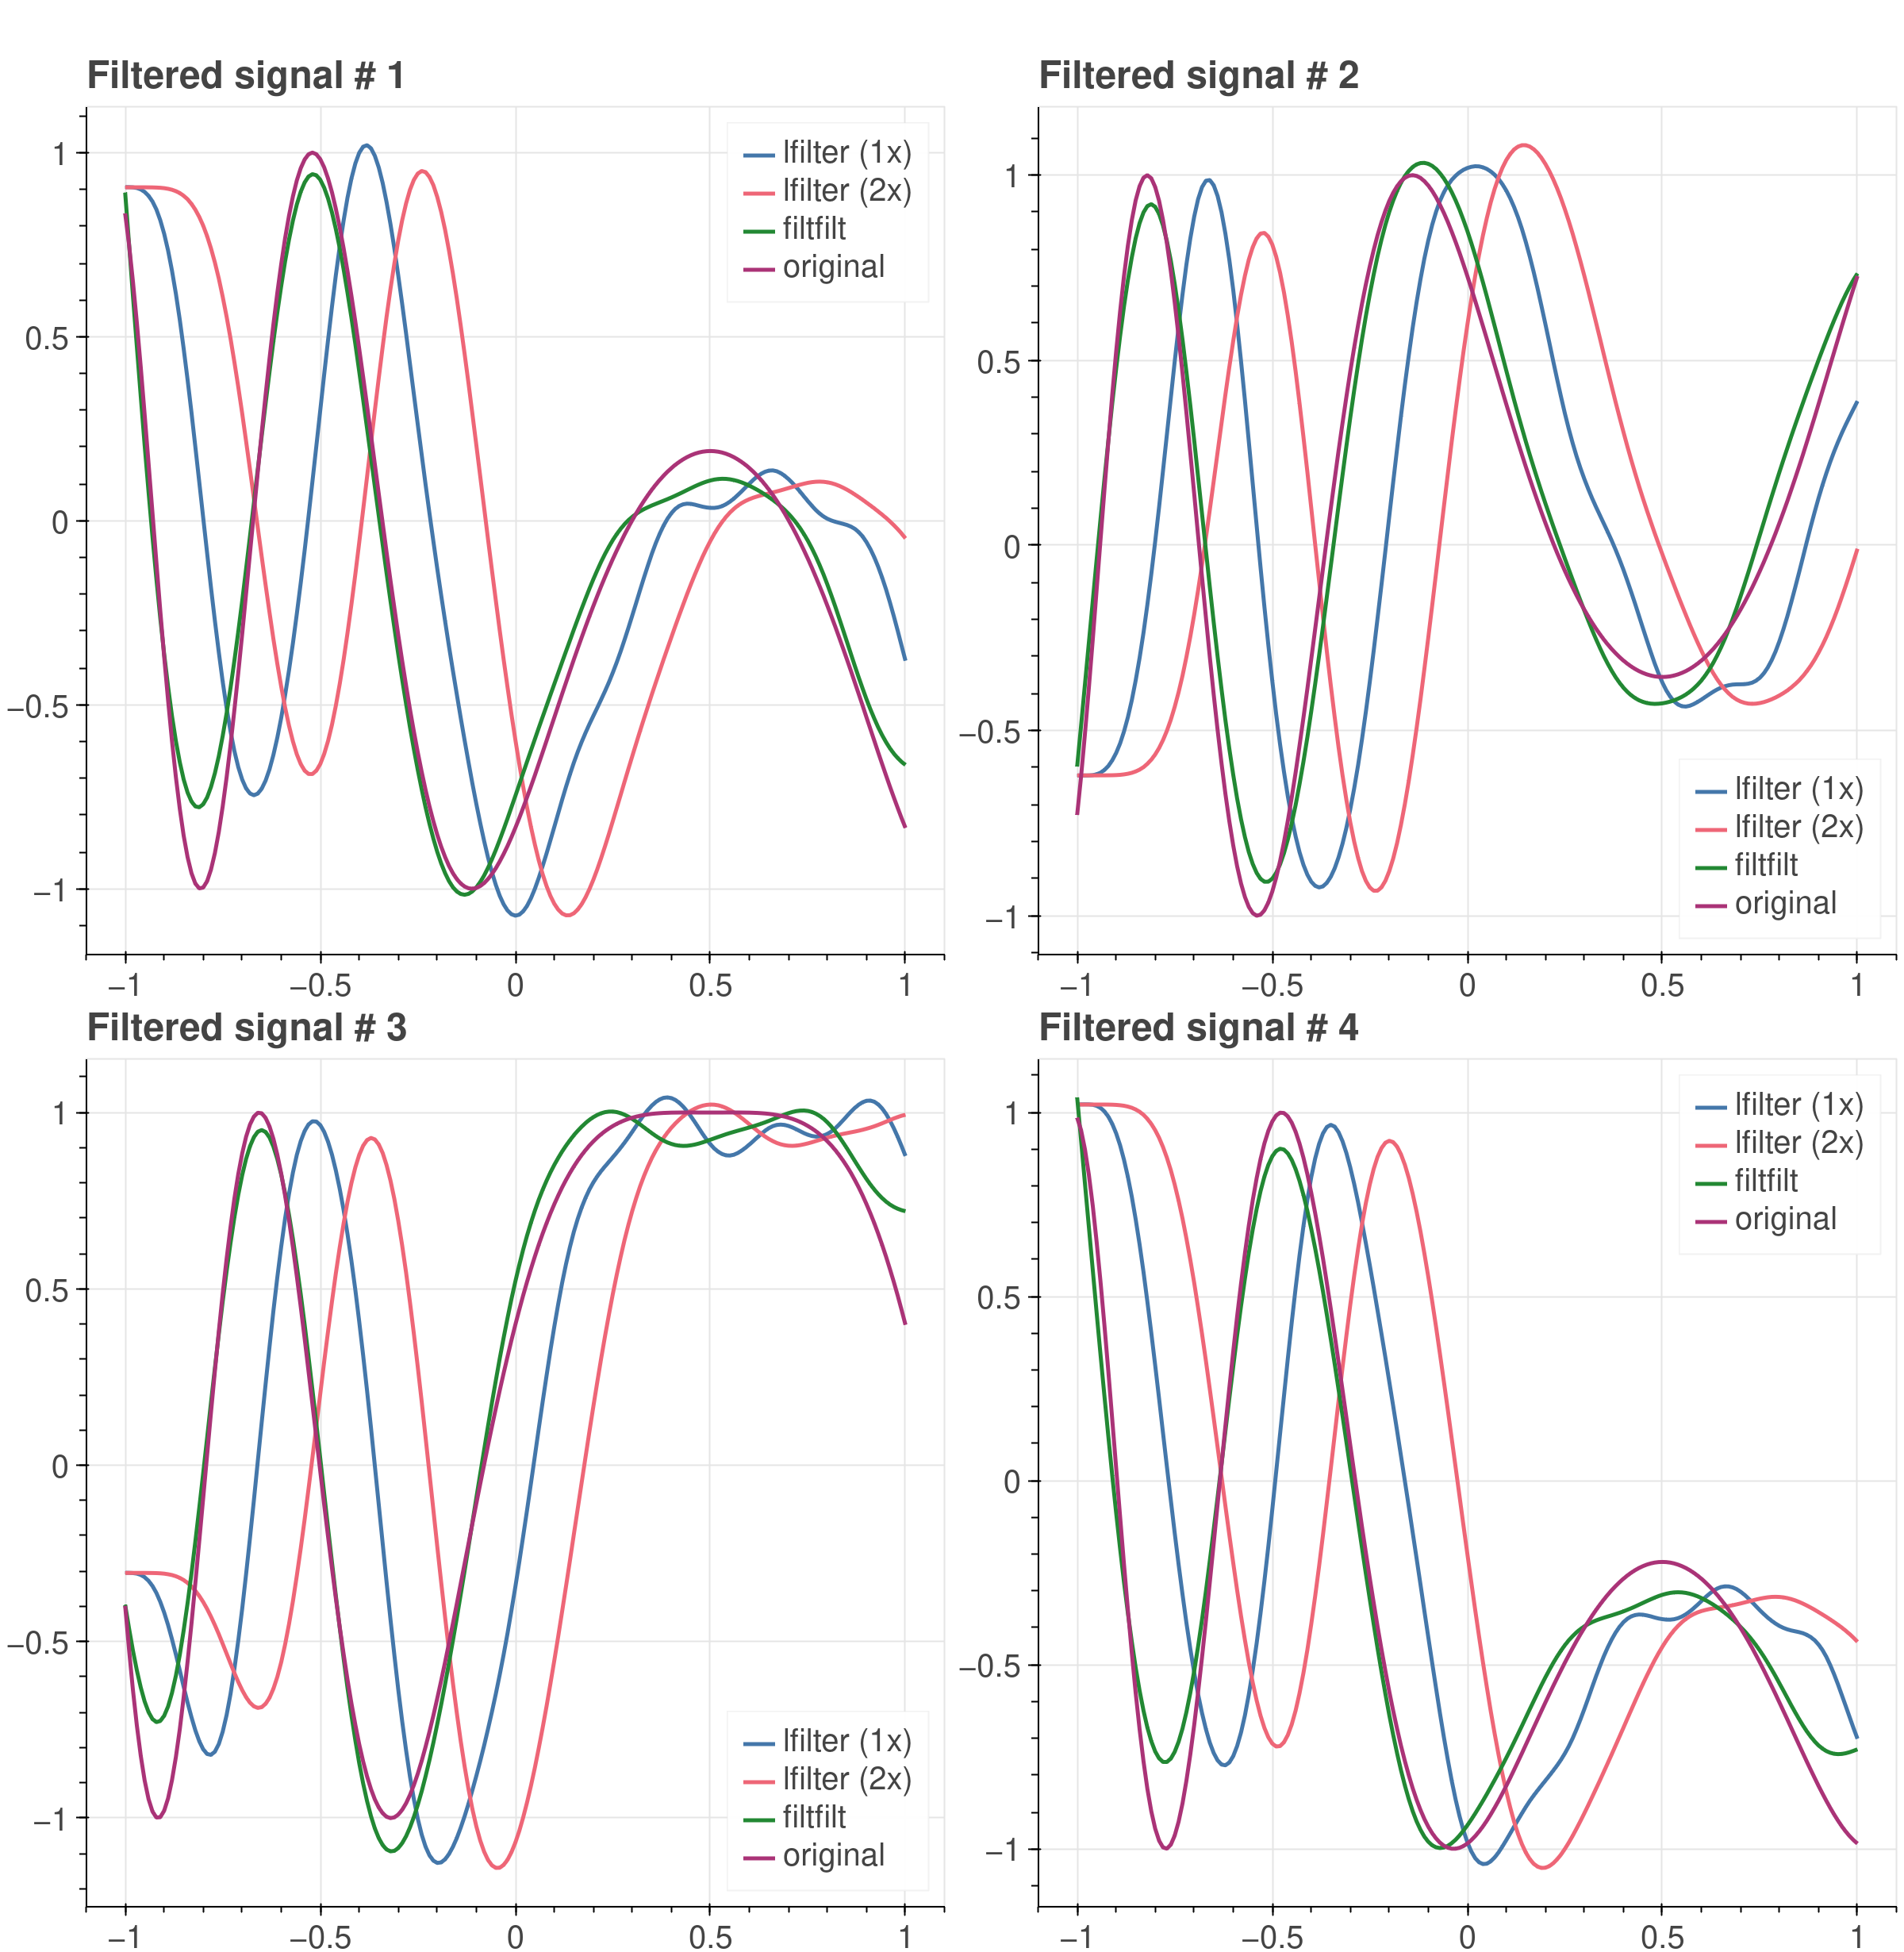 Filtered signal # 1
1
0.5
0
−0.5
−1
−1
−0.5
0
0.5
1
lfilter (1x)
lfilter (2x)
filtfilt
original
Filtered signal # 2
1
0.5
0
−0.5
−1
−1
−0.5
0
0.5
1
lfilter (1x)
lfilter (2x)
filtfilt
original
Filtered signal # 3
1
0.5
0
−0.5
−1
−1
−0.5
0
0.5
1
lfilter (1x)
lfilter (2x)
filtfilt
original
Filtered signal # 4
1
0.5
0
−0.5
−1
−1
−0.5
0
0.5
1
lfilter (1x)
lfilter (2x)
filtfilt
original